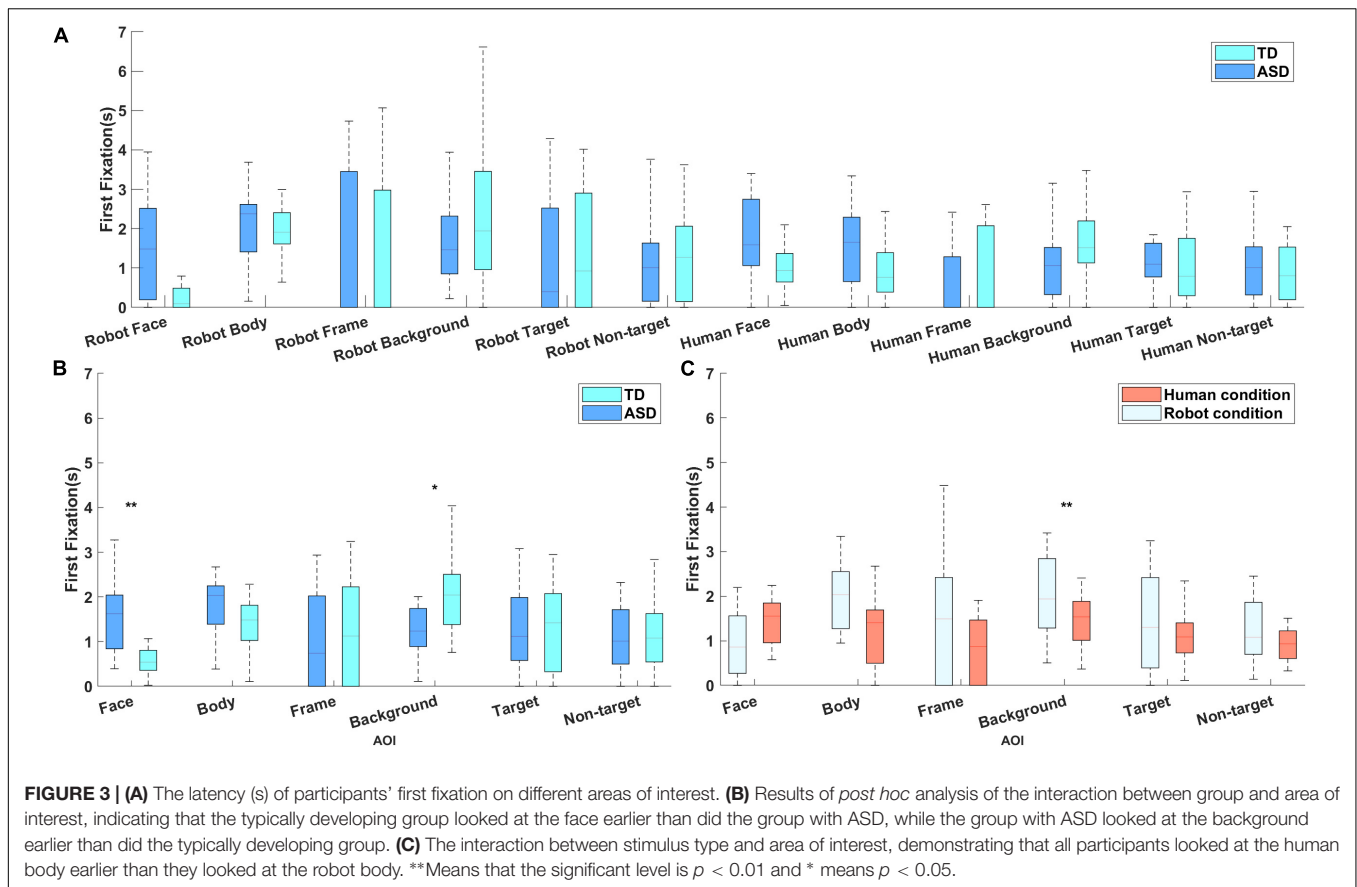 A
7
6
5
4
3
2
1
0
First Fixation(s)
TD
ASD
Robot Face
Robot Body
Robot Frame
Robot Background
Robot Target
Robot Non-target
Human Face
Human Body
Human Frame
Human Background
Human Target
Human Non-target
B
7
6
5
4
3
2
1
0
First Fixation(s)
TD
ASD
**
*
Face
Body
Frame
Background
Target
Non-target
AOI
C
7
6
5
4
3
2
1
0
First Fixation(s)
Human condition
Robot condition
**
Face
Body
Frame
Background
Target
Non-target
AOI
FIGURE 3 | (A) The latency (s) of participants’ first fixation on different areas of interest. (B) Results of post hoc analysis of the interaction between group and area of
interest, indicating that the typically developing group looked at the face earlier than did the group with ASD, while the group with ASD looked at the background
earlier than did the typically developing group. (C) The interaction between stimulus type and area of interest, demonstrating that all participants looked at the human
body earlier than they looked at the robot body. **Means that the significant level is p < 0.01 and * means p < 0.05.